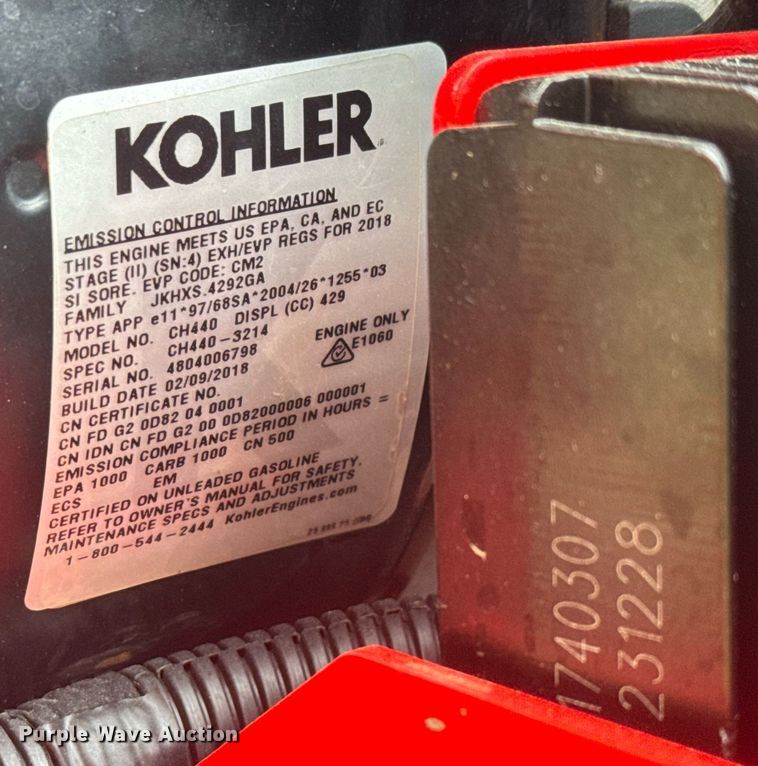 KOHLER
EMISSION CONTROL INFORMATION
THIS ENGINE MEETS US EPA, CA, AND EC
STAGE (II) (SN:4) EXH/EVP REGS FOR 2018
SI SORE. EVP CODE: CM2
FAMILY JKHXS.4292GA
TYPE APP e11*97/68SA*2004/26*1255*03
MODEL NO. CH440 DISPL (CC) 429
SPEC NO. CH440-3214 ENGINE ONLY
SERIAL NO. 4804006798 E1060
BUILD DATE 02/09/2018
CN CERTIFICATE NO.
CN FD G2 0D82 04 0001
CN IDN CN FD G2 00 0D82000006 000001
EMISSION COMPLIANCE PERIOD IN HOURS =
EPA 1000 CARB 1000 CN 500
ECS EM
CERTIFIED ON UNLEADED GASOLINE
REFER TO OWNER'S MANUAL FOR SAFETY,
MAINTENANCE SPECS AND ADJUSTMENTS
1-800-544-2444 KohlerEngines.com
1740307
231228
Purple Wave Auction